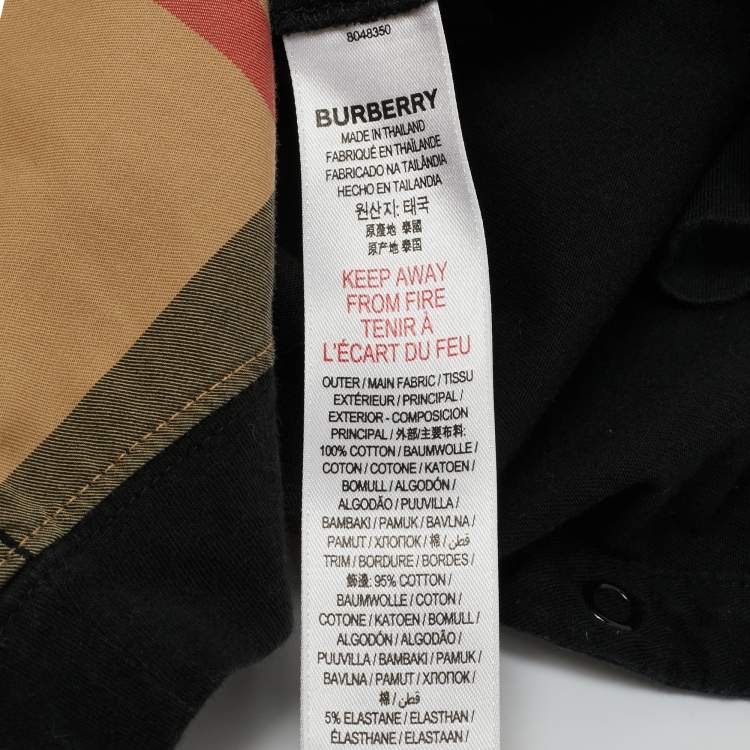 8048350
BURBERRY
MADE IN THAILAND
FABRIQUÉ EN THAÏLANDE
FABRICADO NA TAILÂNDIA
HECHO EN TAILANDIA
원산지: 태국
原產地 泰國
原产地 泰国
KEEP AWAY
FROM FIRE
TENIR À
L'ÉCART DU FEU
OUTER / MAIN FABRIC / TISSU
EXTÉRIEUR / PRINCIPAL /
EXTERIOR - COMPOSICION
PRINCIPAL / 外部/主要布料:
100% COTTON / BAUMWOLLE /
COTON / COTONE / KATOEN /
BOMULL / ALGODÓN /
ALGODÃO / PUUVILLA /
BAMBAKI / PAMUK / BAVLNA /
PAMUT / ХЛОПОК / 棉 / قطن /
TRIM / BORDURE / BORDES /
飾邊: 95% COTTON /
BAUMWOLLE / COTON /
COTONE / KATOEN / BOMULL /
ALGODÓN / ALGODÃO /
PUUVILLA / BAMBAKI / PAMUK /
BAVLNA / PAMUT / ХЛОПОК /
棉 / قطن
5% ELASTANE / ELASTHAN /
ÉLASTHANNE / ELASTAAN /